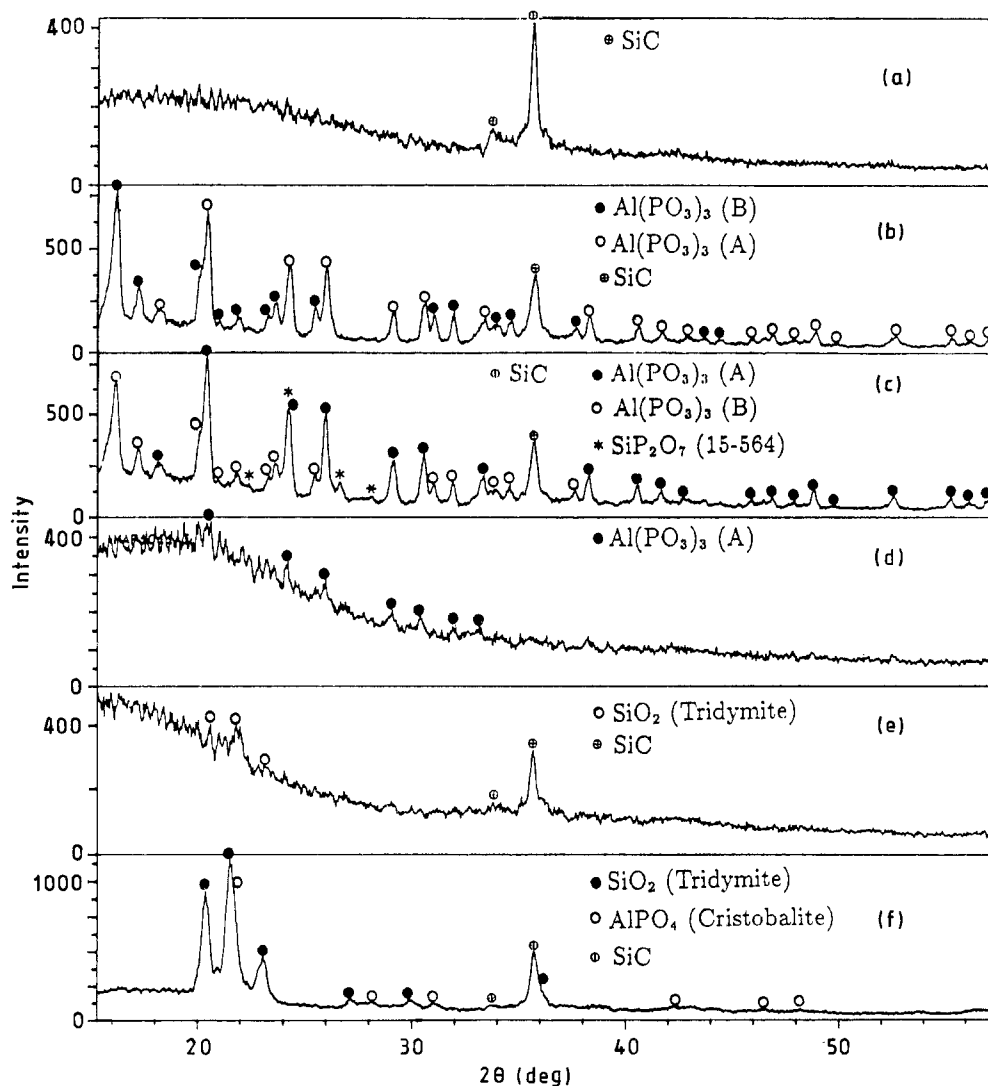 400
⊕ SiC
(a)
0
● Al(PO₃)₃ (B)
(b)
○ Al(PO₃)₃ (A)
500
⊕ SiC
0
⦶ SiC
● Al(PO₃)₃ (A)
(c)
○ Al(PO₃)₃ (B)
500
* SiP₂O₇ (15-564)
0
400
● Al(PO₃)₃ (A)
(d)
Intensity
0
○ SiO₂ (Tridymite)
(e)
400
⊕ SiC
0
1000
● SiO₂ (Tridymite)
○ AlPO₄ (Cristobalite)
(f)
⦶ SiC
0
20 30 40 50
2θ (deg)